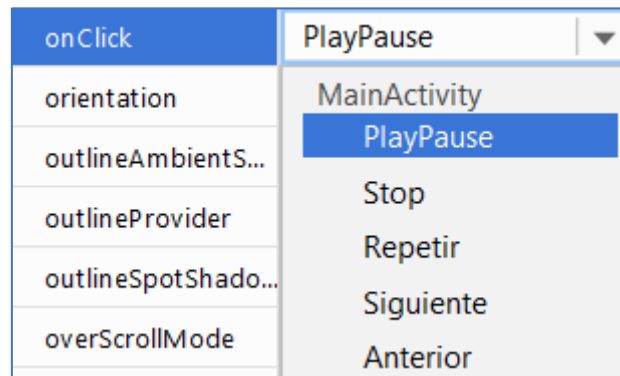 onClick PlayPause
orientation MainActivity
PlayPause
outlineAmbientS...
Stop
outlineProvider
Repetir
outlineSpotShado...
Siguiente
overScrollMode
Anterior